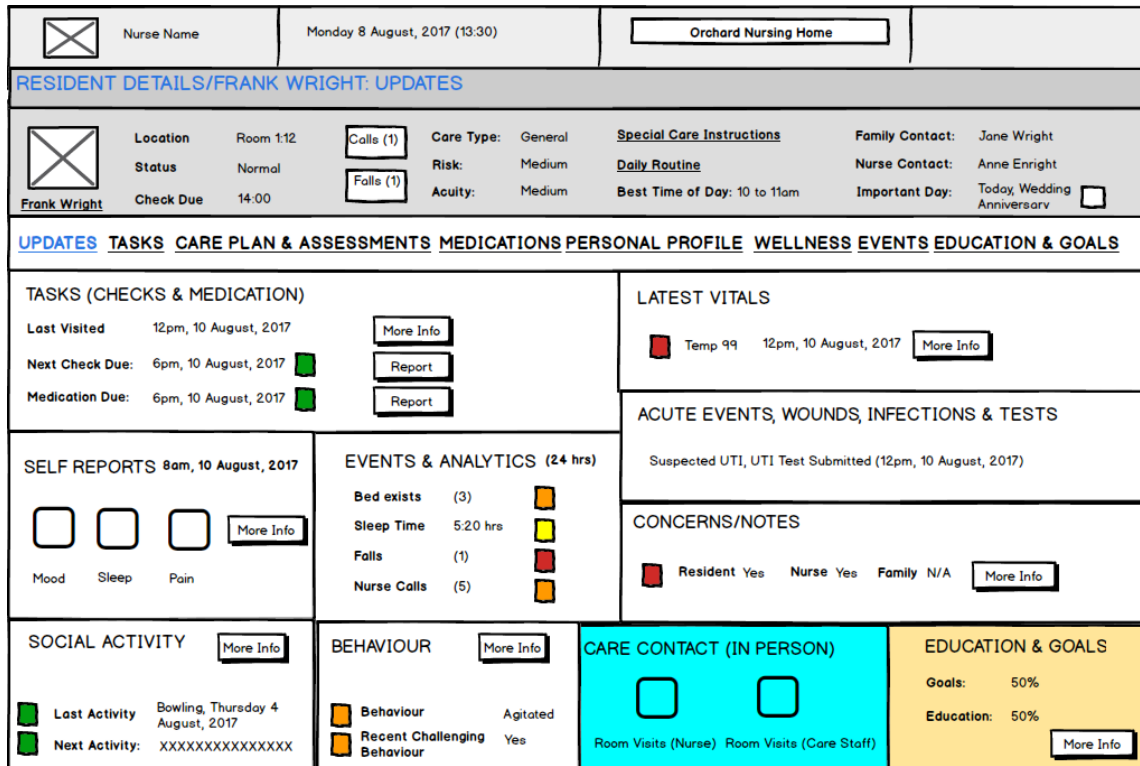 Nurse Name
Monday 8 August, 2017 (13:30)
Orchard Nursing Home
RESIDENT DETAILS/FRANK WRIGHT: UPDATES
Frank Wright
Location Room 1:12
Status Normal
Check Due 14:00
Calls (1)
Falls (1)
Care Type: General
Risk: Medium
Acuity: Medium
Special Care Instructions
Daily Routine
Best Time of Day: 10 to 11am
Family Contact: Jane Wright
Nurse Contact: Anne Enright
Important Day: Today, Wedding
Anniversary
UPDATES TASKS CARE PLAN & ASSESSMENTS MEDICATIONS PERSONAL PROFILE WELLNESS EVENTS EDUCATION & GOALS
TASKS (CHECKS & MEDICATION)
Last Visited 12pm, 10 August, 2017 More Info
Next Check Due: 6pm, 10 August, 2017 Report
Medication Due: 6pm, 10 August, 2017 Report
LATEST VITALS
Temp 99 12pm, 10 August, 2017 More Info
ACUTE EVENTS, WOUNDS, INFECTIONS & TESTS
Suspected UTI, UTI Test Submitted (12pm, 10 August, 2017)
SELF REPORTS 8am, 10 August, 2017
More Info
Mood Sleep Pain
EVENTS & ANALYTICS (24 hrs)
Bed exists (3)
Sleep Time 5:20 hrs
Falls (1)
Nurse Calls (5)
CONCERNS/NOTES
Resident Yes Nurse Yes Family N/A More Info
SOCIAL ACTIVITY More Info
Last Activity Bowling, Thursday 4
August, 2017
Next Activity: XXXXXXXXXXXXXXX
BEHAVIOUR More Info
Behaviour Agitated
Recent Challenging Yes
Behaviour
CARE CONTACT (IN PERSON)
Room Visits (Nurse) Room Visits (Care Staff)
EDUCATION & GOALS
Goals: 50%
Education: 50%
More Info